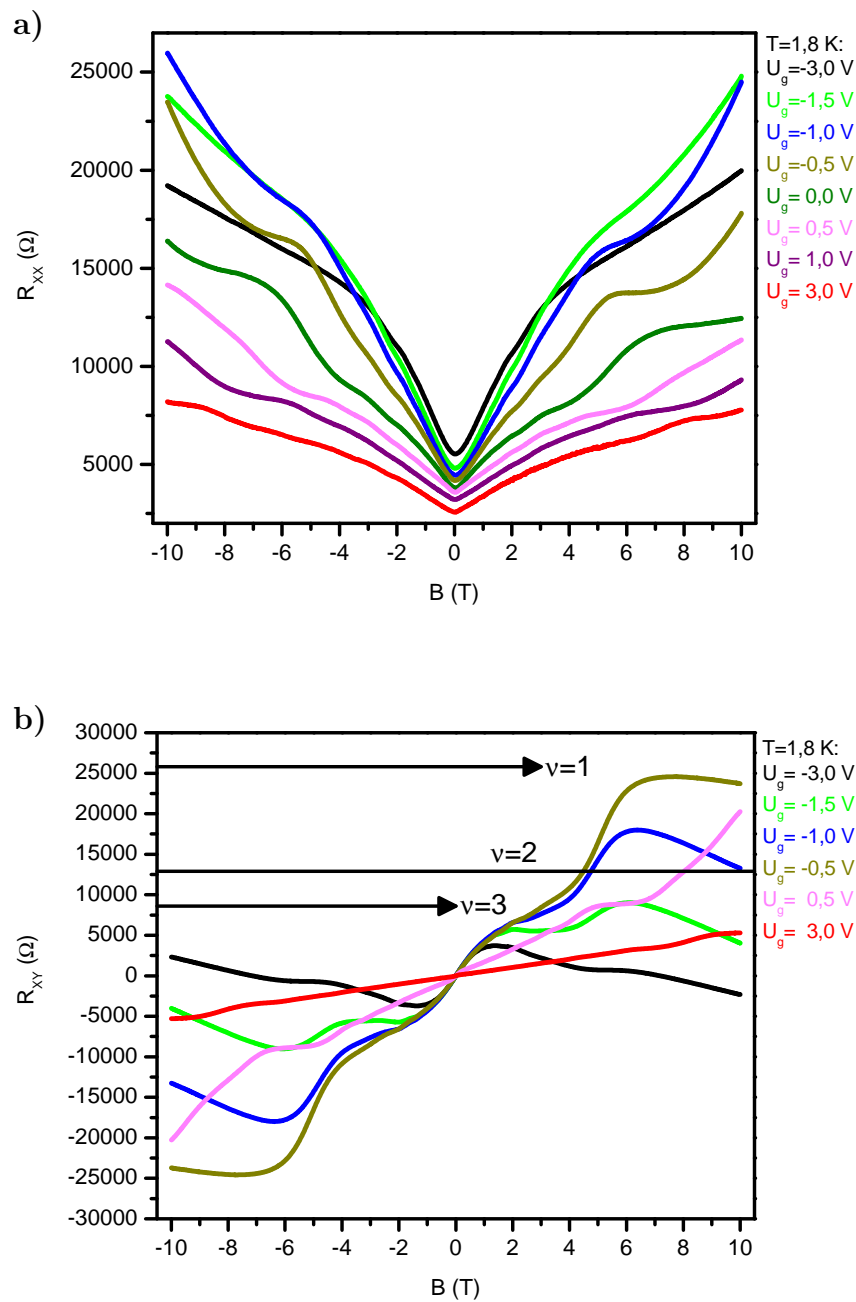 a)
25000
20000
15000
10000
5000
R_XX (Ω)
-10 -8 -6 -4 -2 0 2 4 6 8 10
B (T)
T=1,8 K:
U_g=-3,0 V
U_g=-1,5 V
U_g=-1,0 V
U_g=-0,5 V
U_g= 0,0 V
U_g= 0,5 V
U_g= 1,0 V
U_g= 3,0 V
b)
30000
25000
20000
15000
10000
5000
0
-5000
-10000
-15000
-20000
-25000
-30000
R_XY (Ω)
ν=1
ν=2
ν=3
-10 -8 -6 -4 -2 0 2 4 6 8 10
B (T)
T=1,8 K:
U_g= -3,0 V
U_g= -1,5 V
U_g= -1,0 V
U_g= -0,5 V
U_g= 0,5 V
U_g= 3,0 V